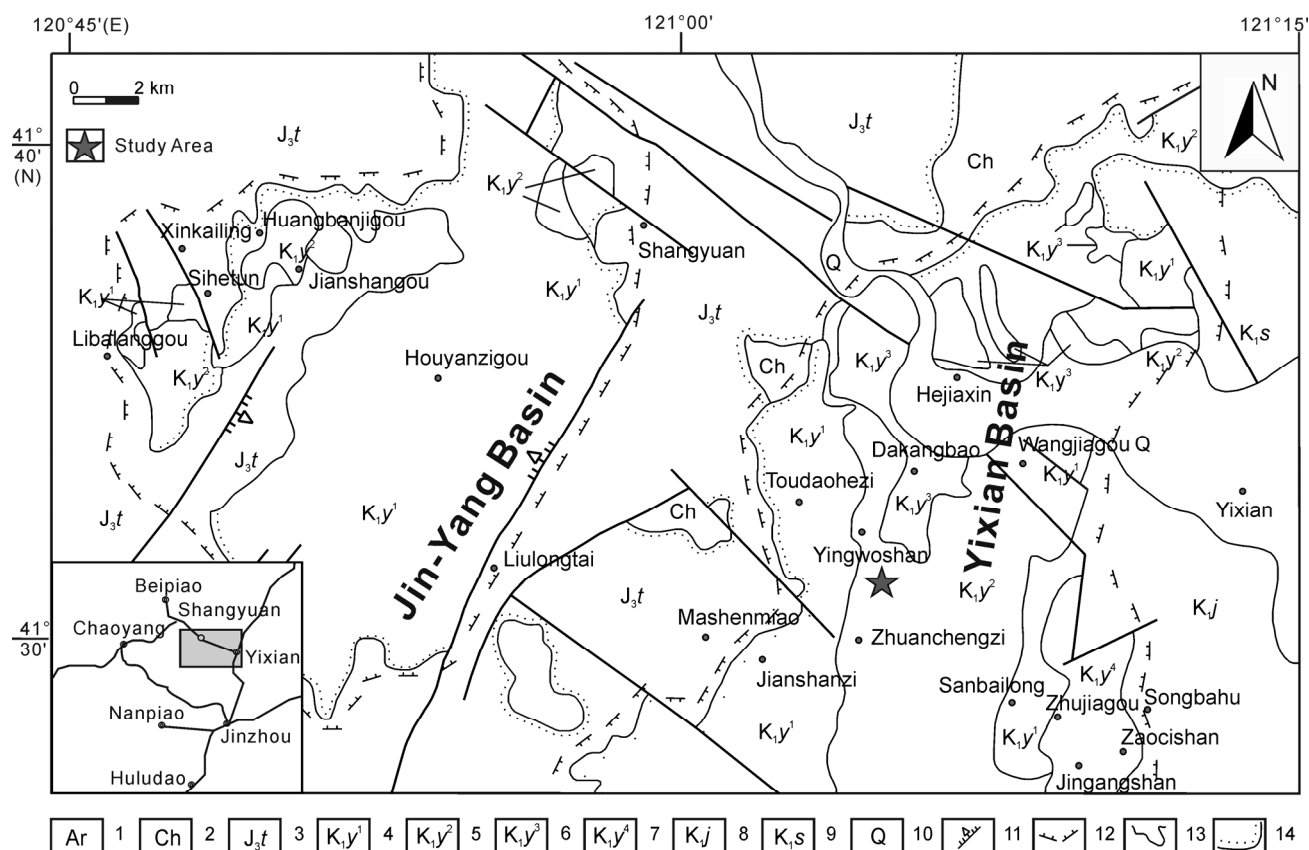 120°45'(E) 121°00' 121°15'
0 2 km
N
Study Area
41°
40'
(N)
J₃t
J₃t
Ch
K₁y²
K₁y²
Xinkailing
Huangbanjigou
K₁y²
Shangyuan
Q
K₁y³
K₁y¹
Sihetun
Jianshangou
K₁y¹
K₁y¹
K₁y¹
J₃t
K₁s
Libalanggou
Houyanzigou
Ch
K₁y³
K₁y²
K₁y²
K₁y³
Hejiaxin
Jin-Yang Basin
Yixian Basin
J₃t
K₁y¹
Dakangbao
Wangjiagou Q
K₁y¹
Toudaohezi
K₁y³
Yixian
J₃t
K₁y¹
Ch
Yingwoshan
Liulongtai
K₁y²
J₃t
K₁j
Mashenmiao
Zhuanchengzi
41°
30'
Jianshanzi
K₁y⁴
Sanbailong
Zhujiagou
Songbahu
K₁y¹
K₁y¹
Zaocishan
Jingangshan
Beipiao
Shangyuan
Chaoyang
Yixian
Nanpiao
Jinzhou
Huludao
Ar 1 Ch 2 J₃t 3 K₁y¹ 4 K₁y² 5 K₁y³ 6 K₁y⁴ 7 K₁j 8 K₁s 9 Q 10 11 12 13 14